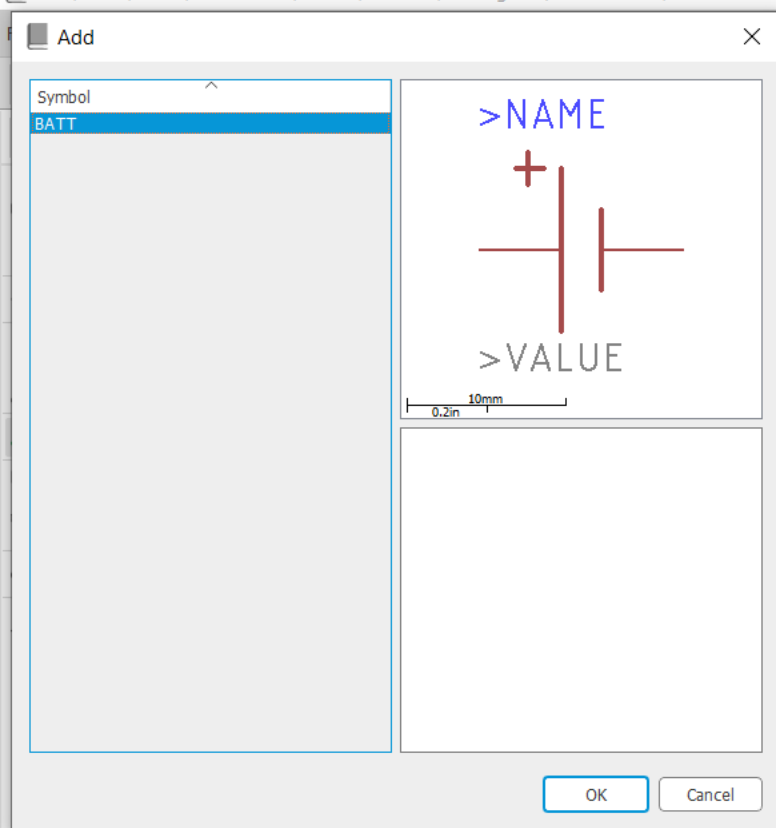 Add
Symbol
BATT
>NAME
+
>VALUE
10mm
0.2in
OK
Cancel